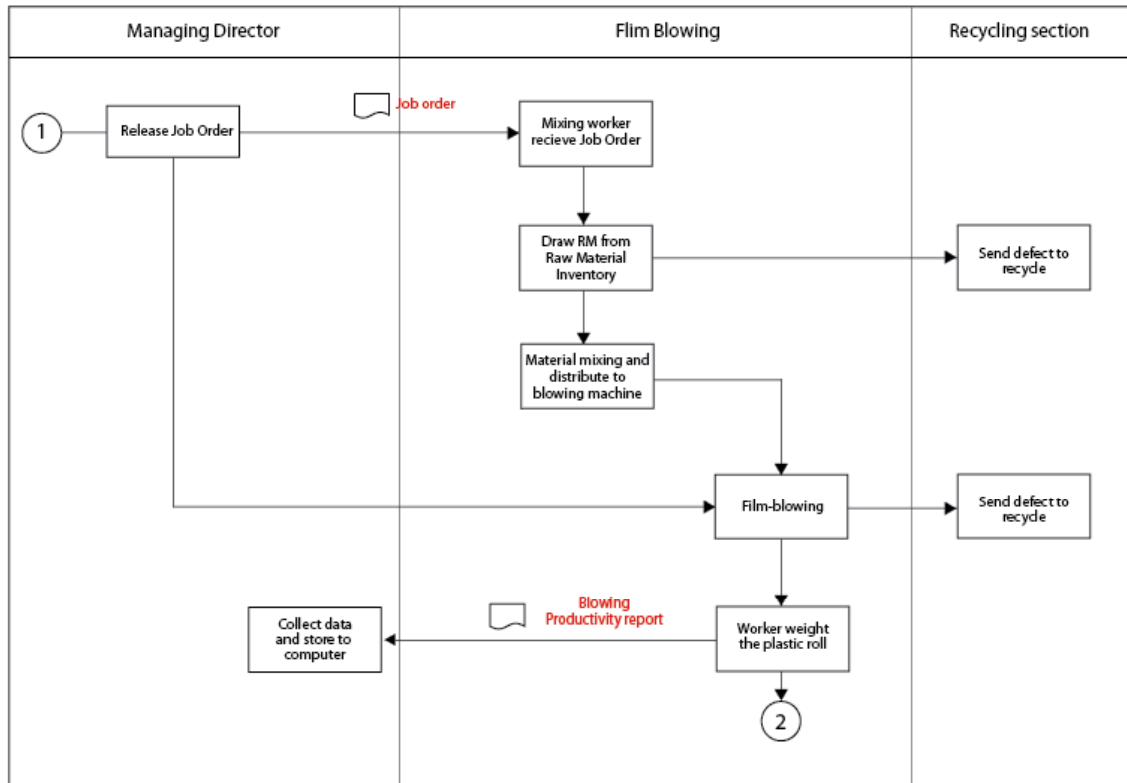 Managing Director
Flim Blowing
Recycling section
1
Release Job Order
Job order
Mixing worker
recieve Job Order
Draw RM from
Raw Material
Inventory
Send defect to
recycle
Material mixing and
distribute to
blowing machine
Film-blowing
Send defect to
recycle
Collect data
and store to
computer
Blowing
Productivity report
Worker weight
the plastic roll
2